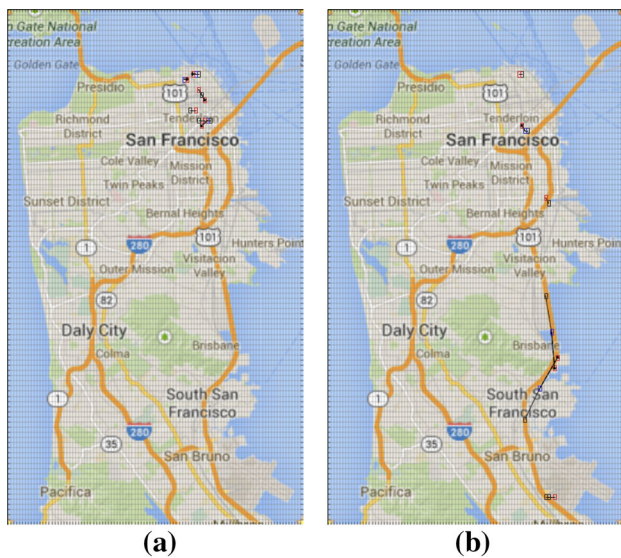 n Gate National
creation Area
Golden Gate
Presidio
101
Richmond
District
Tenderloin
San Francisco
Cole Valley
Mission
District
Twin Peaks
Sunset District
Bernal Heights
1
280
101
Hunters Point
Visitacion
Valley
Outer Mission
82
Daly City
Colma
Brisbane
South San
Francisco
1
35
280
San Bruno
Pacifica
(a)
n Gate National
creation Area
Golden Gate
Presidio
101
Richmond
District
Tenderloin
San Francisco
Cole Valley
Mission
District
Twin Peaks
Sunset District
Bernal Heights
1
280
101
Hunters Point
Visitacion
Valley
Outer Mission
82
Daly City
Colma
Brisbane
South San
Francisco
1
35
280
San Bruno
Pacifica
(b)